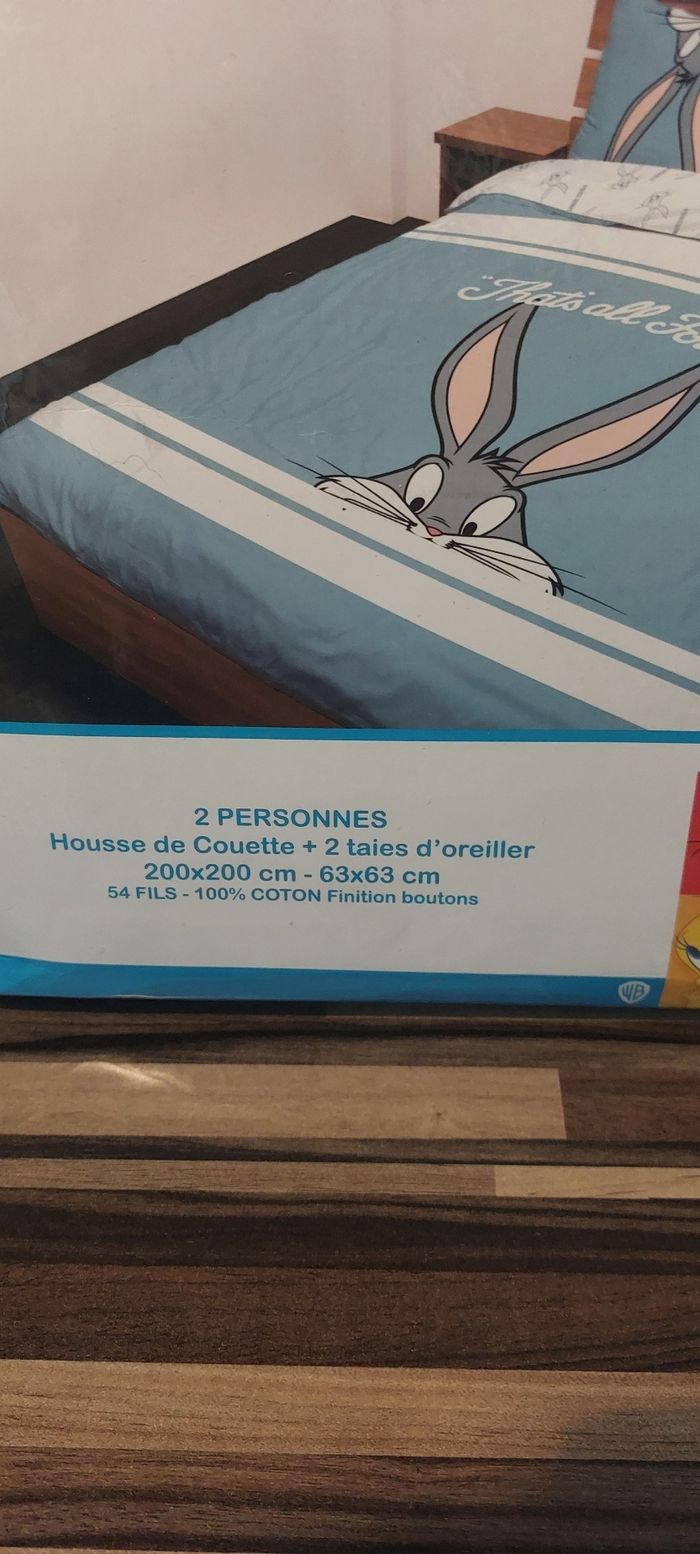 "That's all Fo
2 PERSONNES
Housse de Couette + 2 taies d'oreiller
200x200 cm - 63x63 cm
54 FILS - 100% COTON Finition boutons
WB